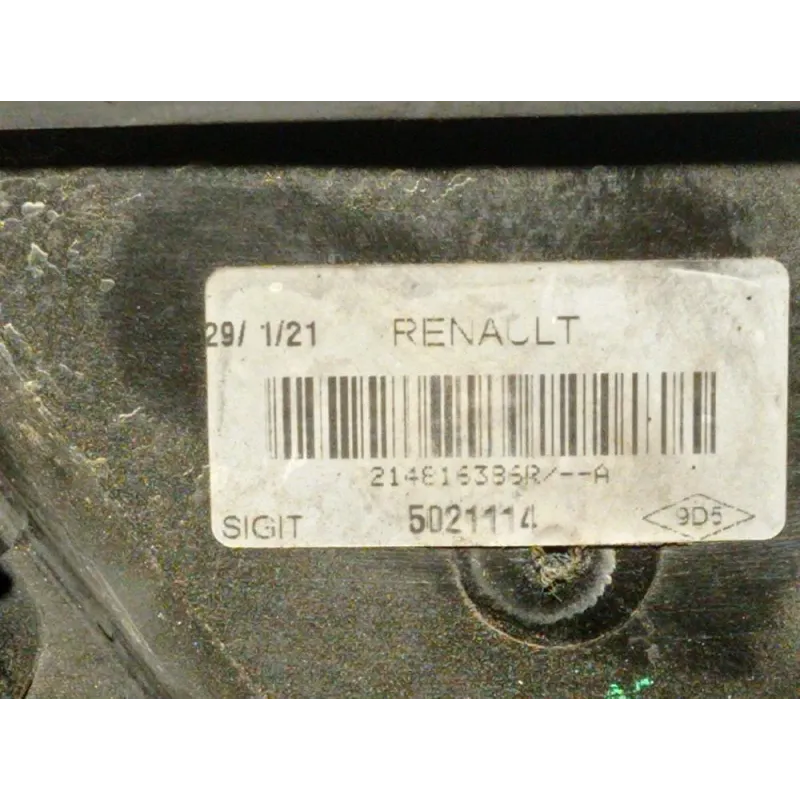 29/ 1/21 RENAULT
214816386R/--A
SIGIT 5021114 9D5